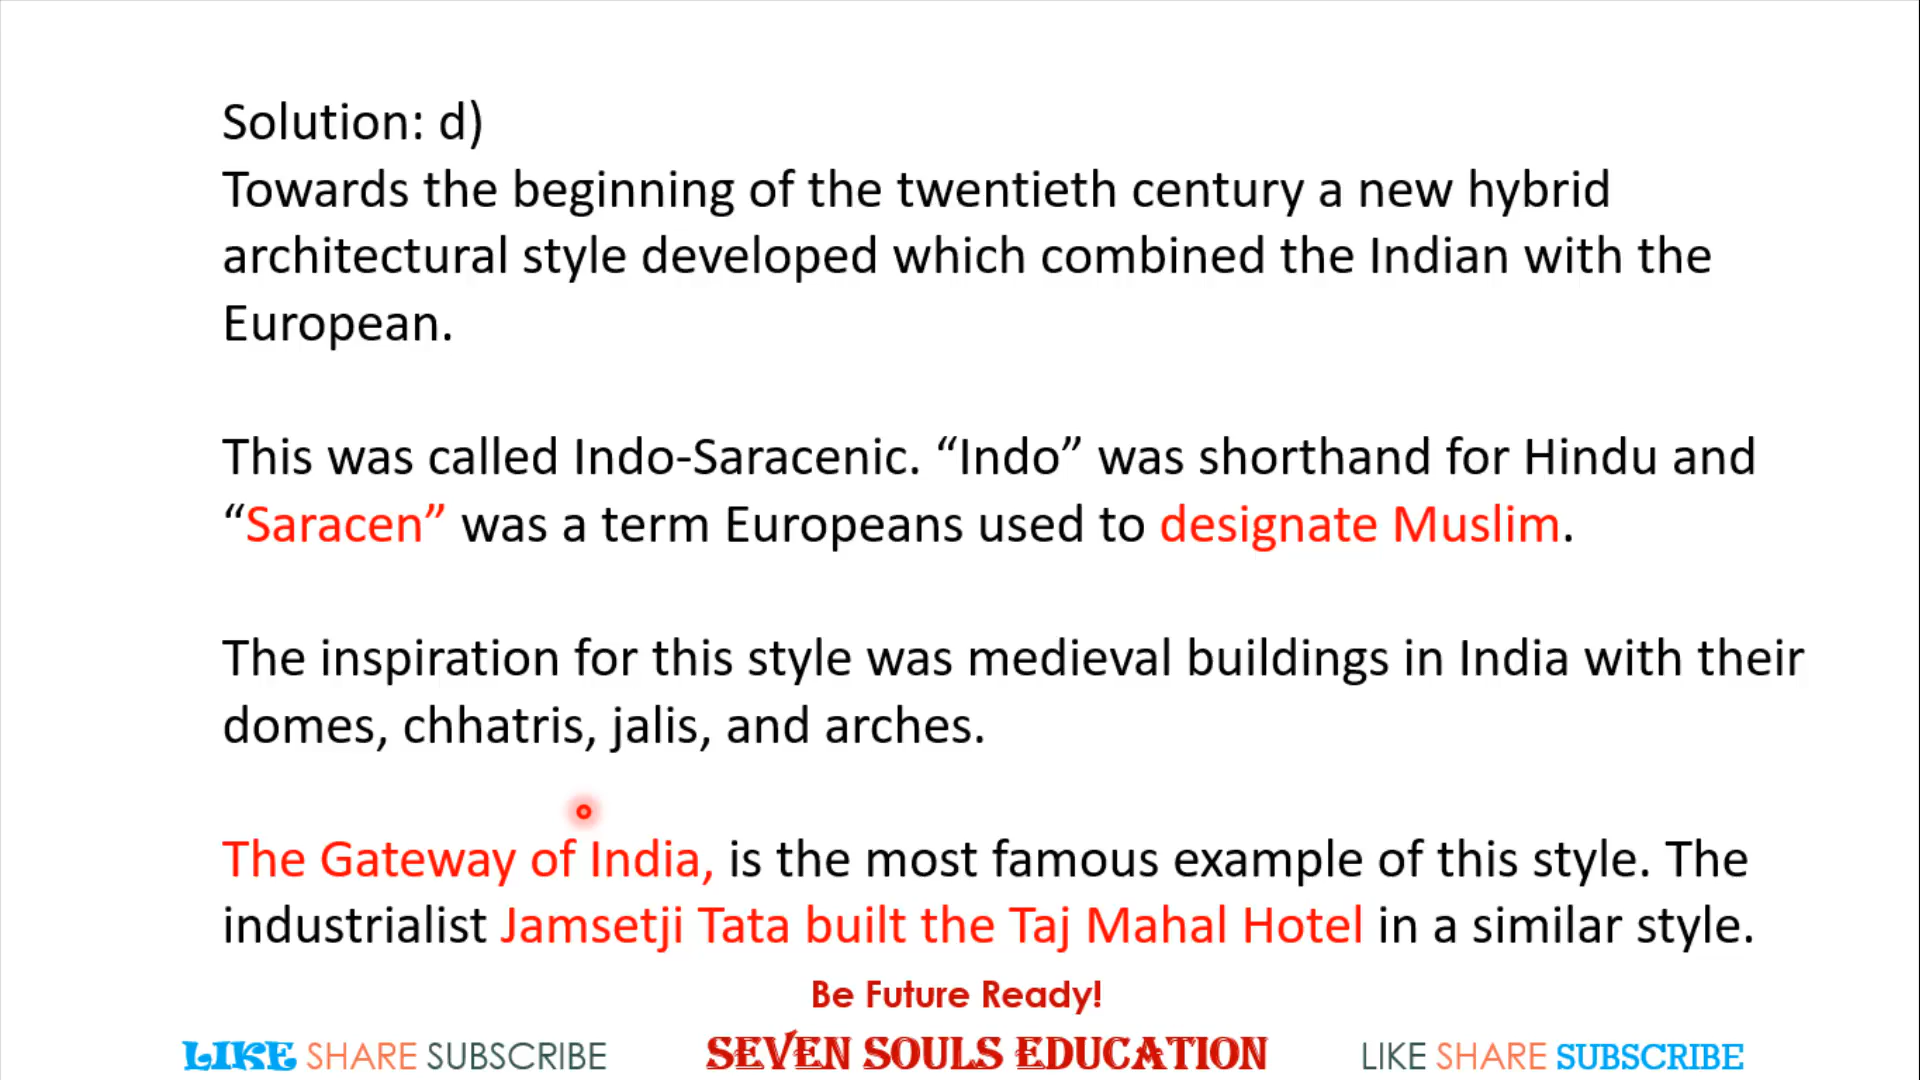 Solution: d)
Towards the beginning of the twentieth century a new hybrid
architectural style developed which combined the Indian with the
European.
This was called Indo-Saracenic. “Indo” was shorthand for Hindu and
“Saracen” was a term Europeans used to designate Muslim.
The inspiration for this style was medieval buildings in India with their
domes, chhatris, jalis, and arches.
The Gateway of India, is the most famous example of this style. The
industrialist Jamsetji Tata built the Taj Mahal Hotel in a similar style.
Be Future Ready!
LIKE SHARE SUBSCRIBE SEVEN SOULS EDUCATION LIKE SHARE SUBSCRIBE